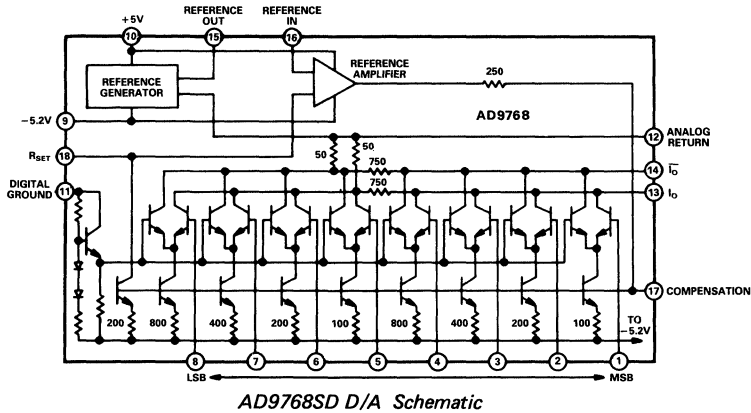 REFERENCE OUT
REFERENCE IN
+5V
10
15
16
REFERENCE GENERATOR
REFERENCE AMPLIFIER
250
AD9768
-5.2V
9
12
ANALOG RETURN
50
50
RSET
18
750
14
IO
DIGITAL GROUND
11
750
13
IO
17
COMPENSATION
200
800
400
200
100
800
400
200
100
TO -5.2V
8
7
6
5
4
3
2
1
LSB
MSB
AD9768SD D/A Schematic